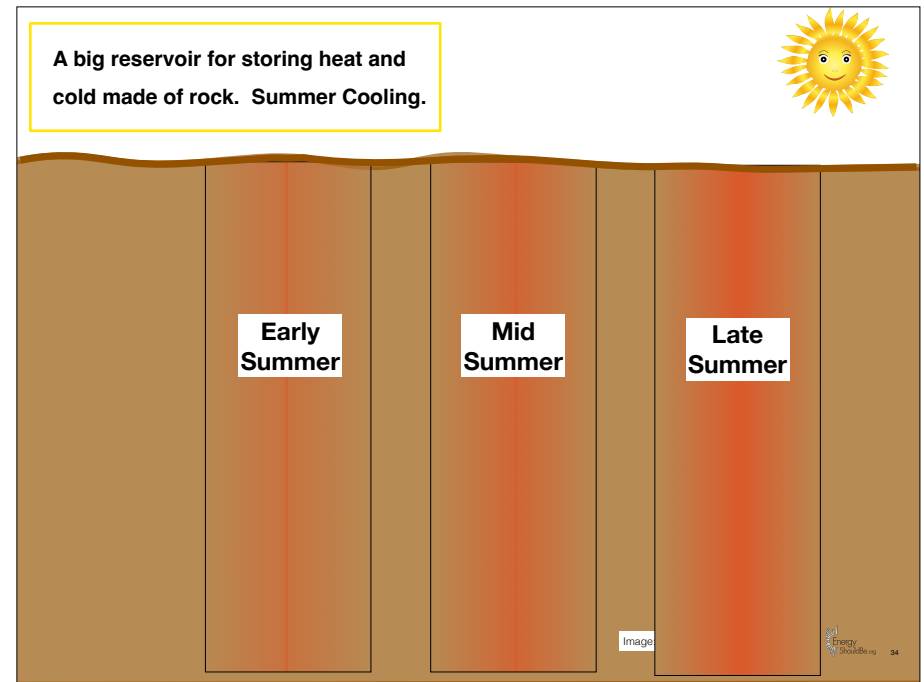 A big reservoir for storing heat and
cold made of rock. Summer Cooling.
Early
Summer
Mid
Summer
Late
Summer
Image:
Energy
ShouldBe.org
34